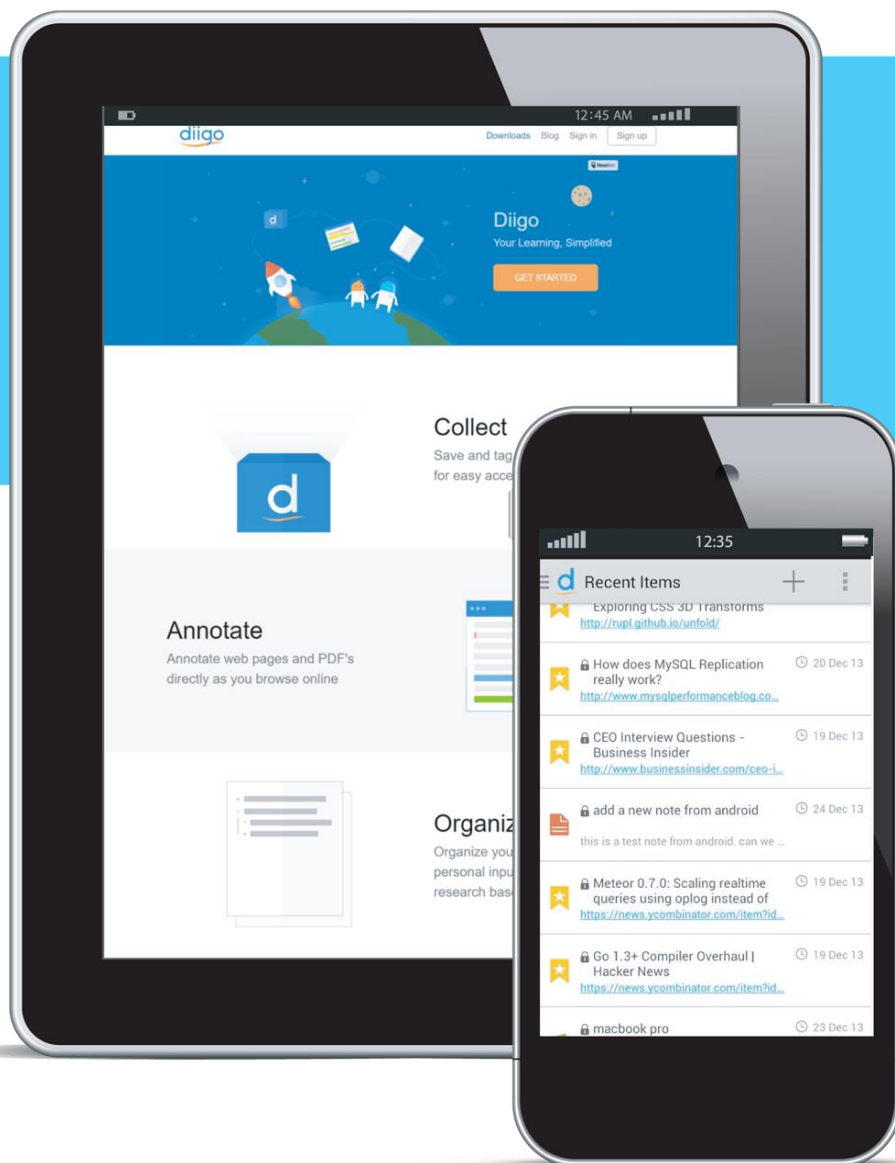 12:45 AM
diigo
Downloads Blog Sign in Sign up
Diigo
Your Learning, Simplified
GET STARTED
d
Collect
Save and tag
for easy acce
d
Annotate
Annotate web pages and PDF's
directly as you browse online
Organiz
Organize you
personal inpu
research bas
12:35
d Recent Items
Exploring CSS 3D Transforms
http://rupl.github.io/unfold/
How does MySQL Replication 20 Dec 13
really work?
http://www.mysqlperformanceblog.co...
CEO Interview Questions - 19 Dec 13
Business Insider
http://www.businessinsider.com/ceo-i...
add a new note from android 24 Dec 13
this is a test note from android. can we ...
Meteor 0.7.0: Scaling realtime 19 Dec 13
queries using oplog instead of
https://news.ycombinator.com/item?id...
Go 1.3+ Compiler Overhaul | 19 Dec 13
Hacker News
https://news.ycombinator.com/item?id...
macbook pro 23 Dec 13